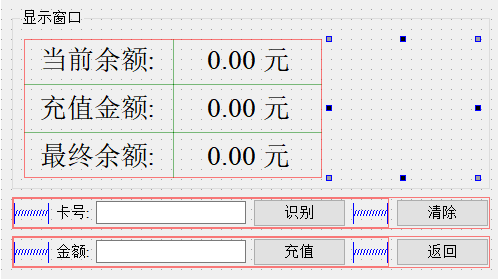 显示窗口
当前余额: 0.00 元
充值金额: 0.00 元
最终余额: 0.00 元
卡号: 识别 清除
金额: 充值 返回